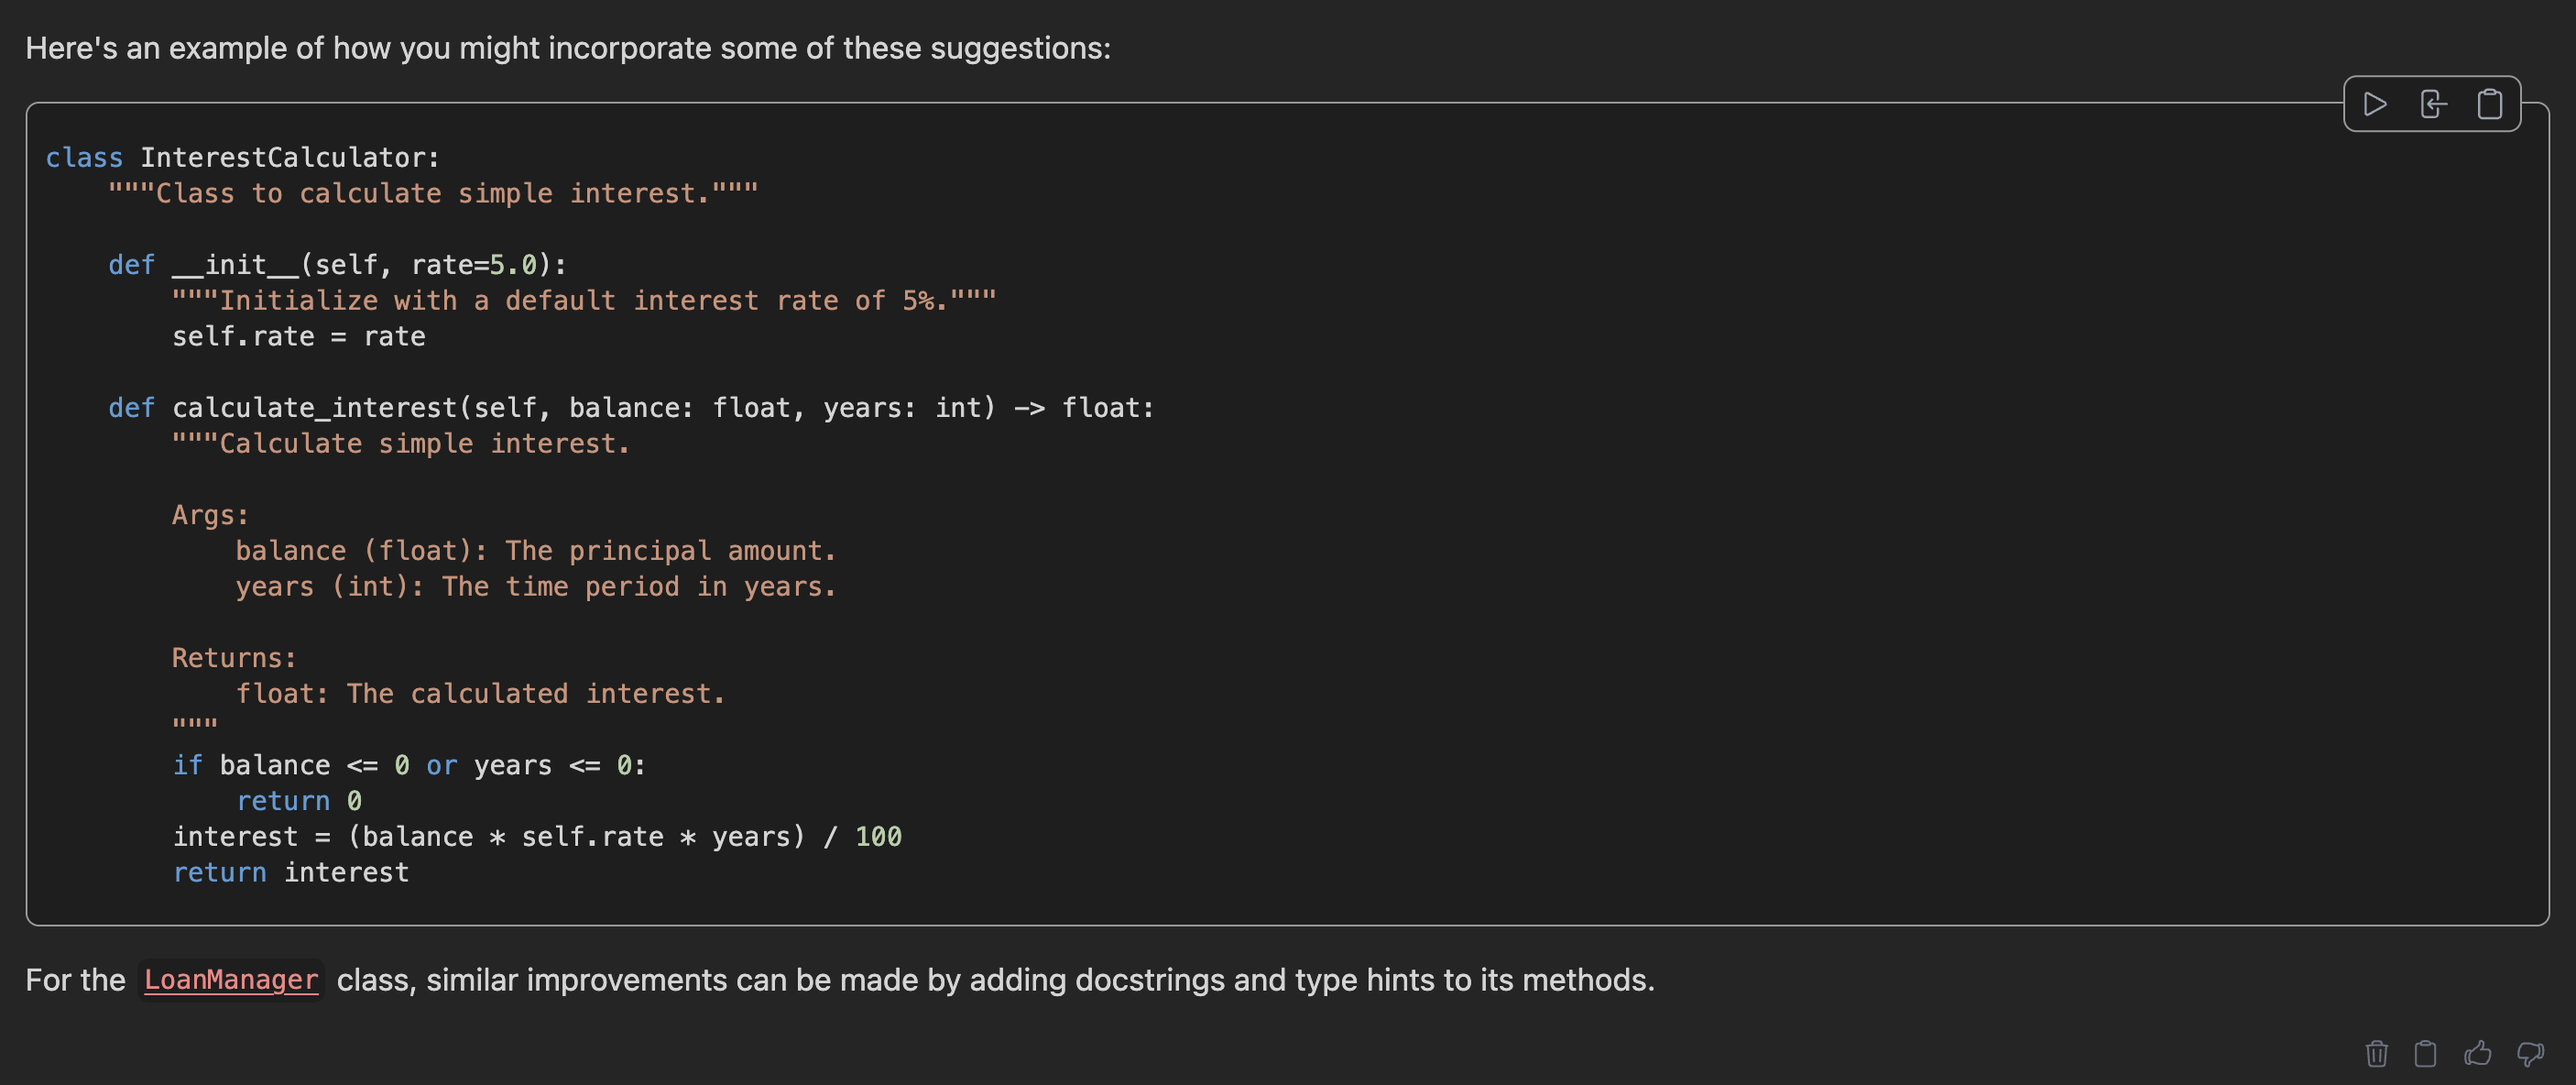 Here's an example of how you might incorporate some of these suggestions:
class InterestCalculator:
    """Class to calculate simple interest."""
    def __init__(self, rate=5.0):
        """Initialize with a default interest rate of 5%."""
        self.rate = rate
    def calculate_interest(self, balance: float, years: int) -> float:
        """Calculate simple interest.
        Args:
            balance (float): The principal amount.
            years (int): The time period in years.
        Returns:
            float: The calculated interest.
        """
        if balance <= 0 or years <= 0:
            return 0
        interest = (balance * self.rate * years) / 100
        return interest
For the LoanManager class, similar improvements can be made by adding docstrings and type hints to its methods.